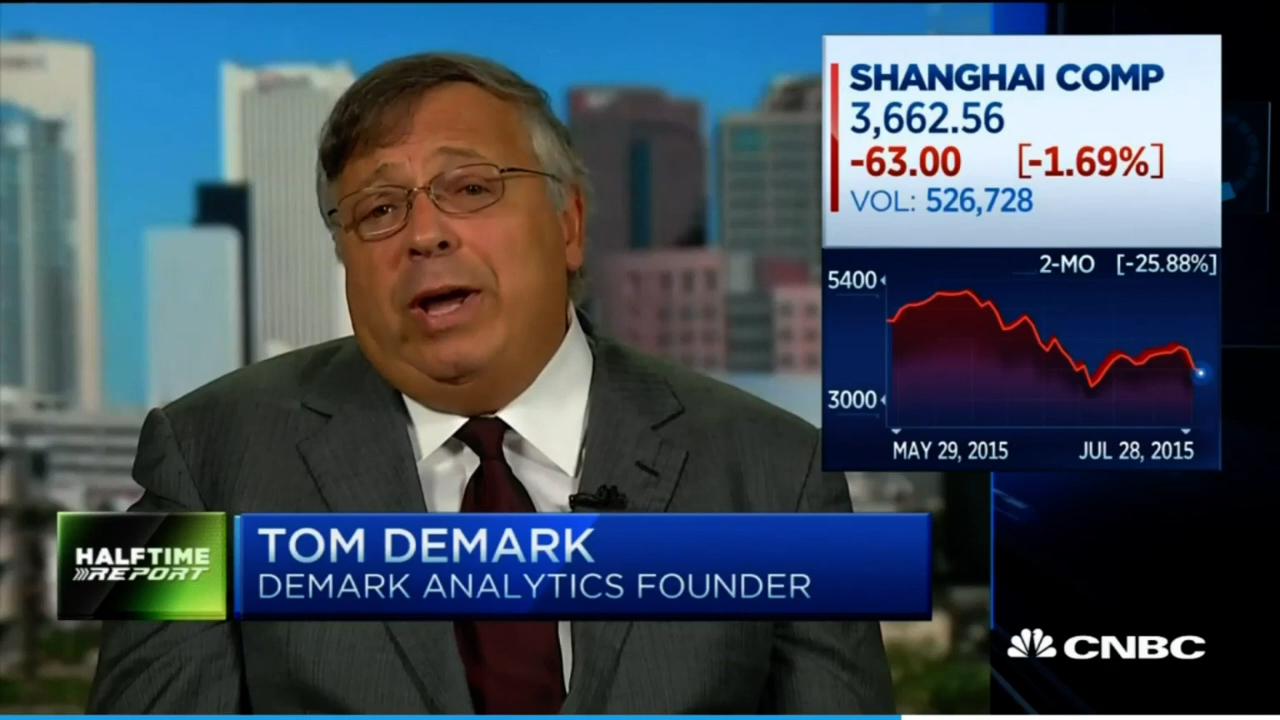 SHANGHAI COMP
3,662.56
-63.00 [-1.69%]
VOL: 526,728
2-MO [-25.88%]
5400
3000
MAY 29, 2015 JUL 28, 2015
HALFTIME
REPORT
TOM DEMARK
DEMARK ANALYTICS FOUNDER
CNBC